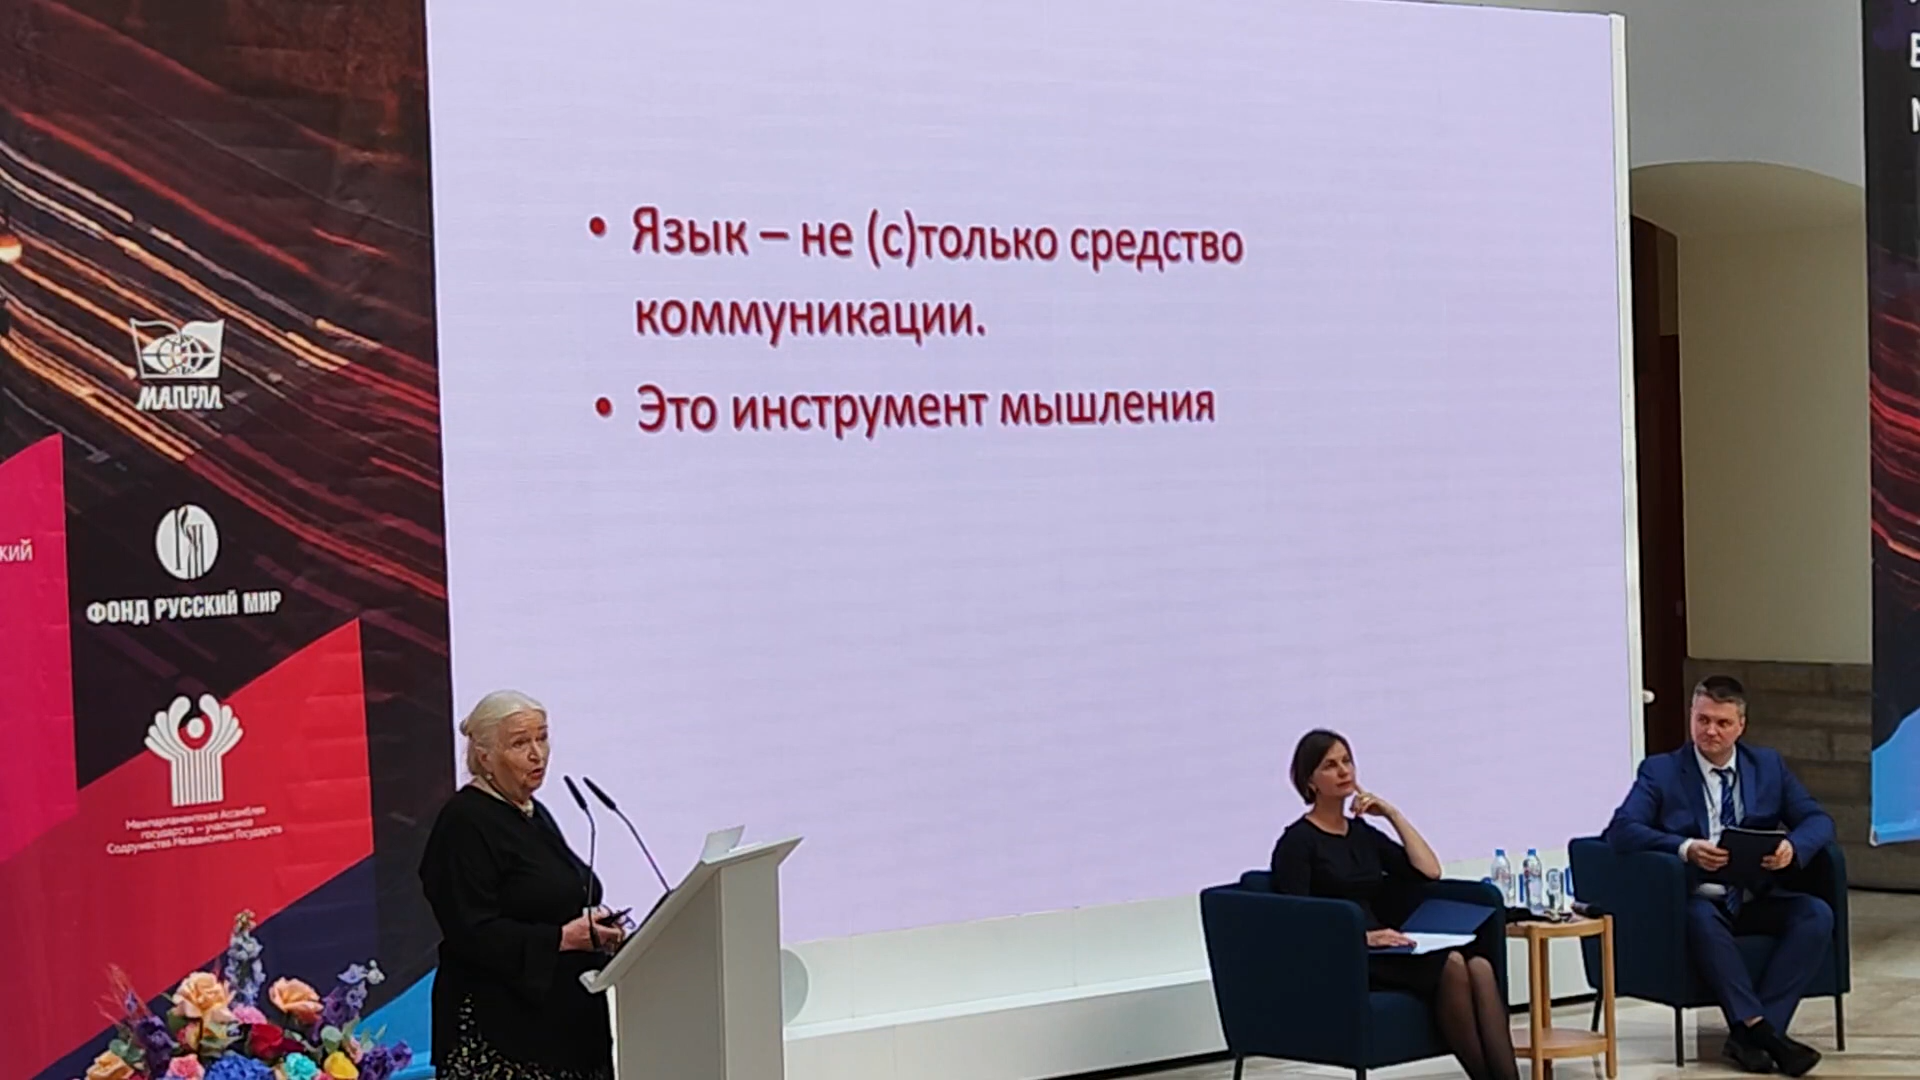 • Язык – не (с)только средство
коммуникации.
• Это инструмент мышления
МАПРЯЛ
кий
ФОНД РУССКИЙ МИР
Межпарламентская Ассамблея
государств – участников
Содружества Независимых Государств